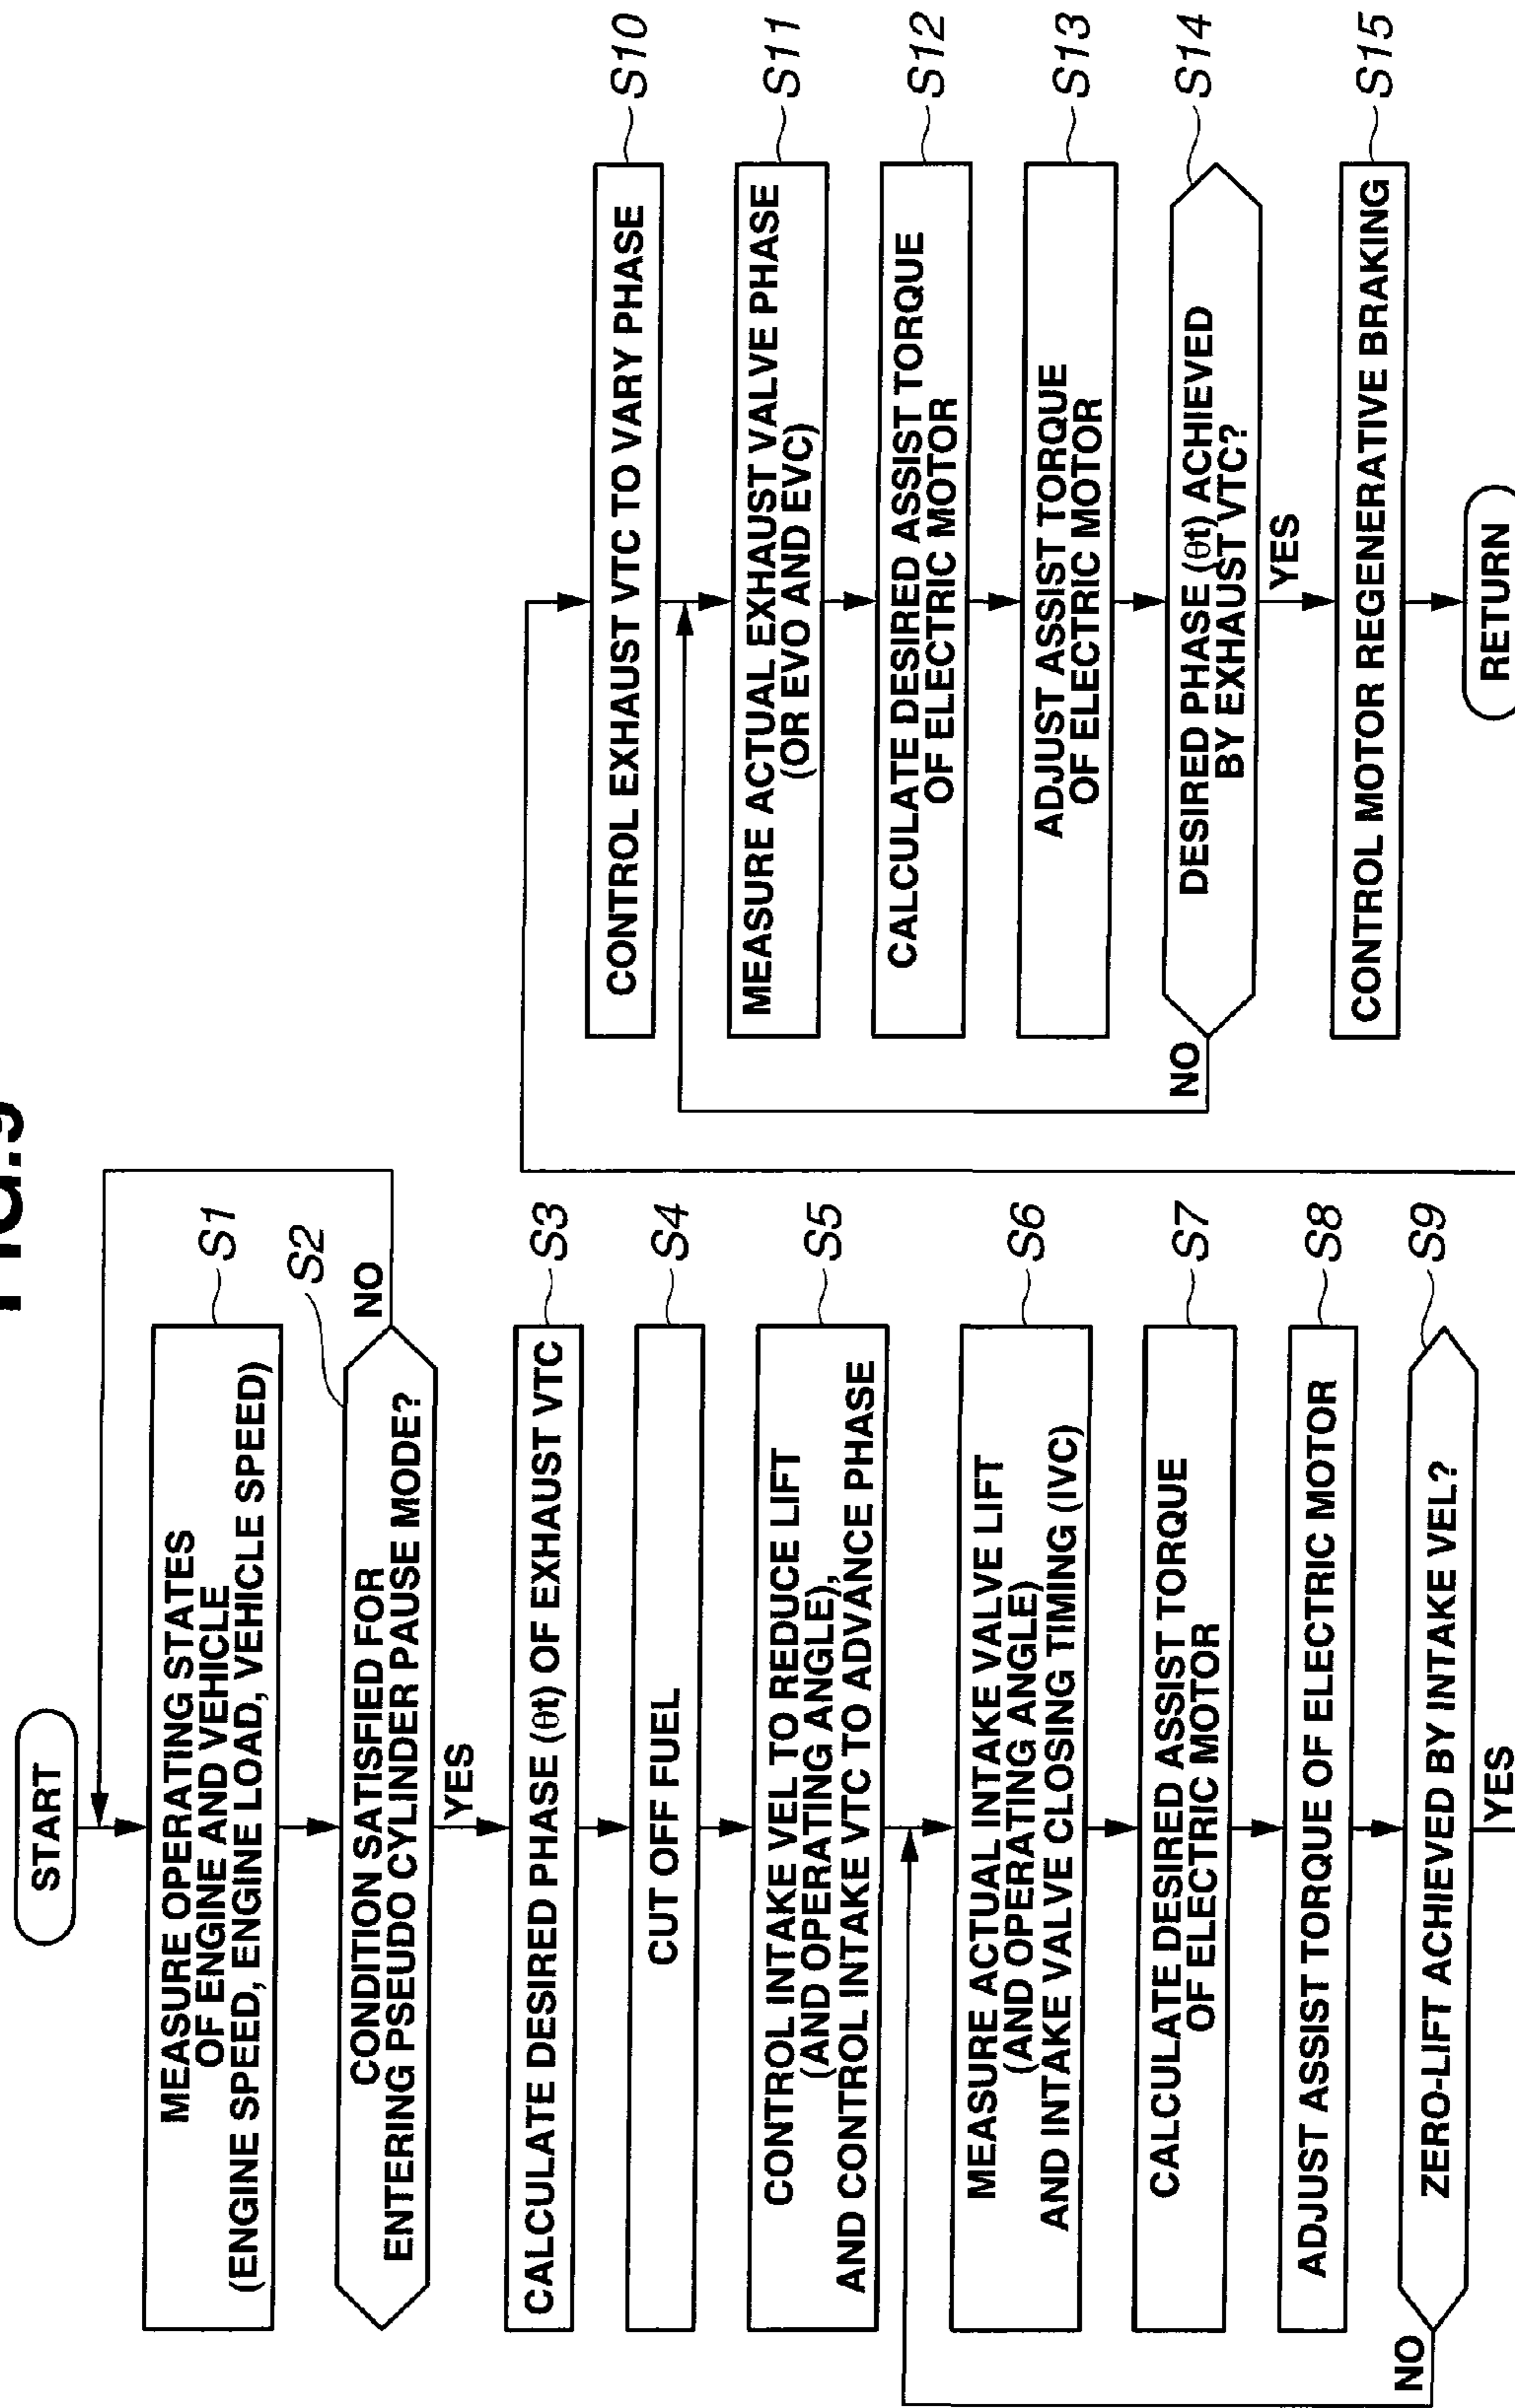 FIG.9
START
MEASURE OPERATING STATES
OF ENGINE AND VEHICLE
(ENGINE SPEED, ENGINE LOAD, VEHICLE SPEED)
S1
CONDITION SATISFIED FOR
ENTERING PSEUDO CYLINDER PAUSE MODE?
S2
NO
YES
CALCULATE DESIRED PHASE (θt) OF EXHAUST VTC
S3
CUT OFF FUEL
S4
CONTROL INTAKE VEL TO REDUCE LIFT
(AND OPERATING ANGLE),
AND CONTROL INTAKE VTC TO ADVANCE PHASE
S5
MEASURE ACTUAL INTAKE VALVE LIFT
(AND OPERATING ANGLE)
AND INTAKE VALVE CLOSING TIMING (IVC)
S6
CALCULATE DESIRED ASSIST TORQUE
OF ELECTRIC MOTOR
S7
ADJUST ASSIST TORQUE OF ELECTRIC MOTOR
S8
ZERO-LIFT ACHIEVED BY INTAKE VEL?
S9
NO
YES
CONTROL EXHAUST VTC TO VARY PHASE
S10
MEASURE ACTUAL EXHAUST VALVE PHASE
(OR EVO AND EVC)
S11
CALCULATE DESIRED ASSIST TORQUE
OF ELECTRIC MOTOR
S12
ADJUST ASSIST TORQUE
OF ELECTRIC MOTOR
S13
DESIRED PHASE (θt) ACHIEVED
BY EXHAUST VTC?
S14
NO
YES
CONTROL MOTOR REGENERATIVE BRAKING
S15
RETURN